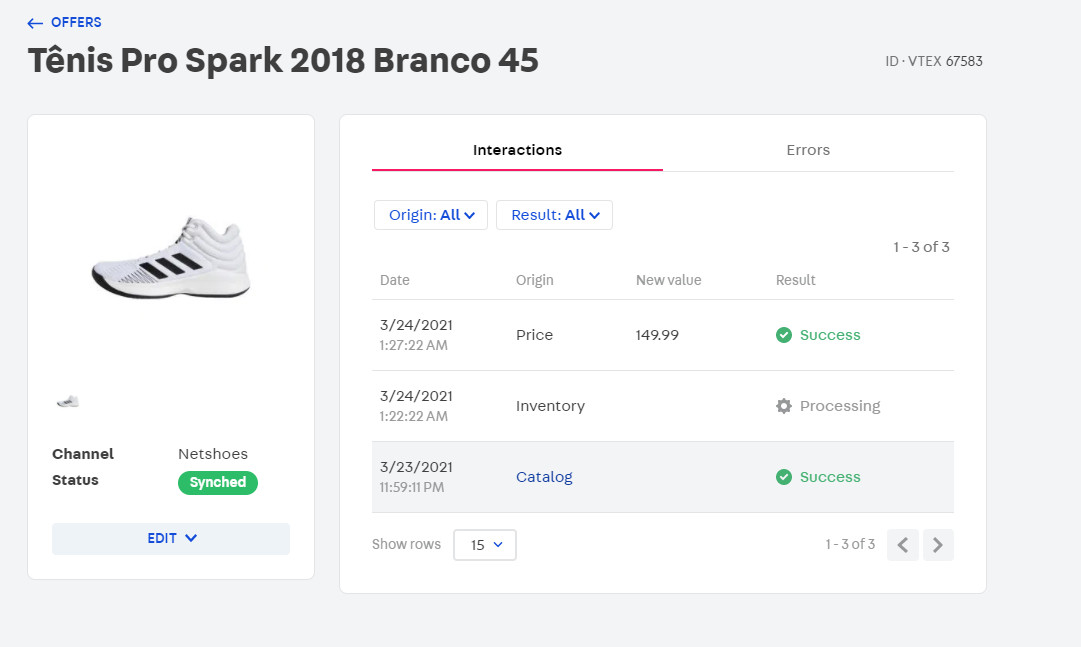 OFFERS
Tênis Pro Spark 2018 Branco 45
ID · VTEX 67583
Channel Netshoes
Status Synched
EDIT
Interactions Errors
Origin: All Result: All
1 - 3 of 3
Date Origin New value Result
3/24/2021
1:27:22 AM
Price 149.99 Success
3/24/2021
1:22:22 AM
Inventory Processing
3/23/2021
11:59:11 PM
Catalog Success
Show rows 15 1 - 3 of 3